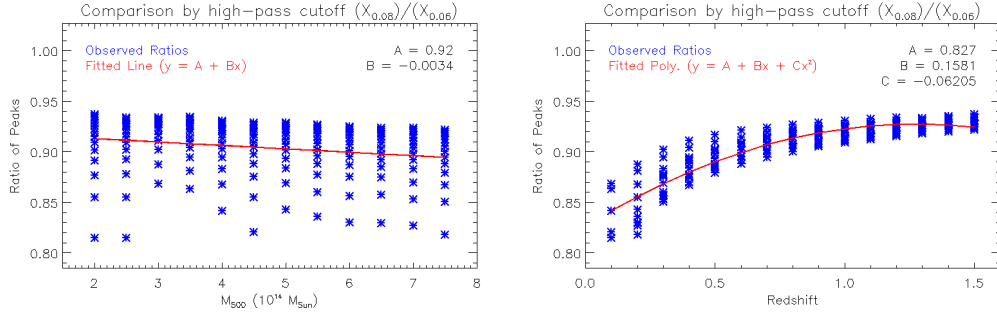 Comparison by high-pass cutoff (X₀.₀₈)/(X₀.₀₆)
Observed Ratios
Fitted Line (y = A + Bx)
A = 0.92
B = −0.0034
Ratio of Peaks
1.00
0.95
0.90
0.85
0.80
2 3 4 5 6 7 8
M₅₀₀ (10¹⁴ M_Sun)
Comparison by high-pass cutoff (X₀.₀₈)/(X₀.₀₆)
Observed Ratios
Fitted Poly. (y = A + Bx + Cx²)
A = 0.827
B = 0.1581
C = −0.06205
Ratio of Peaks
1.00
0.95
0.90
0.85
0.80
0.0 0.5 1.0 1.5
Redshift